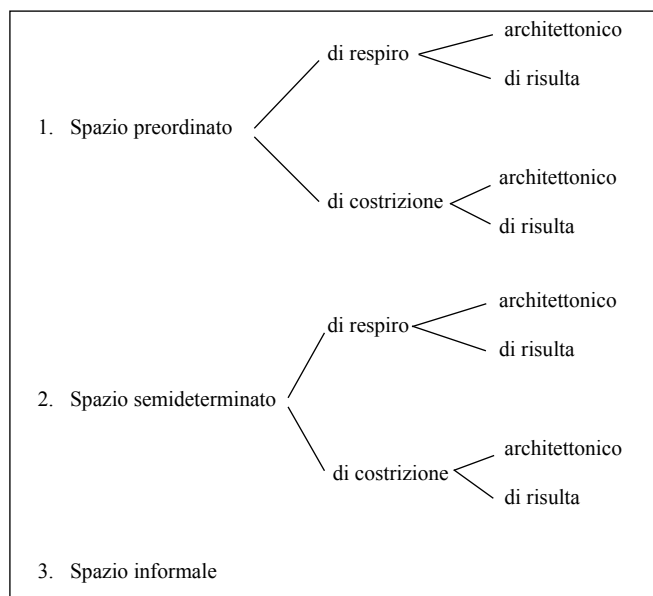 architettonico
di respiro
di risulta
1. Spazio preordinato
architettonico
di costrizione
di risulta
architettonico
di respiro
di risulta
2. Spazio semideterminato
architettonico
di costrizione
di risulta
3. Spazio informale